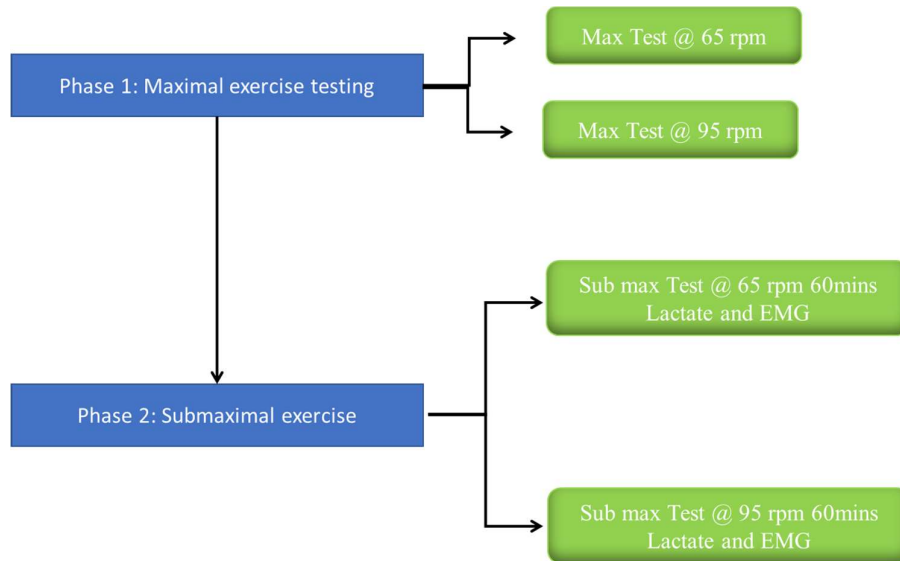 Max Test @ 65 rpm
Phase 1: Maximal exercise testing
Max Test @ 95 rpm
Sub max Test @ 65 rpm 60mins
Lactate and EMG
Phase 2: Submaximal exercise
Sub max Test @ 95 rpm 60mins
Lactate and EMG